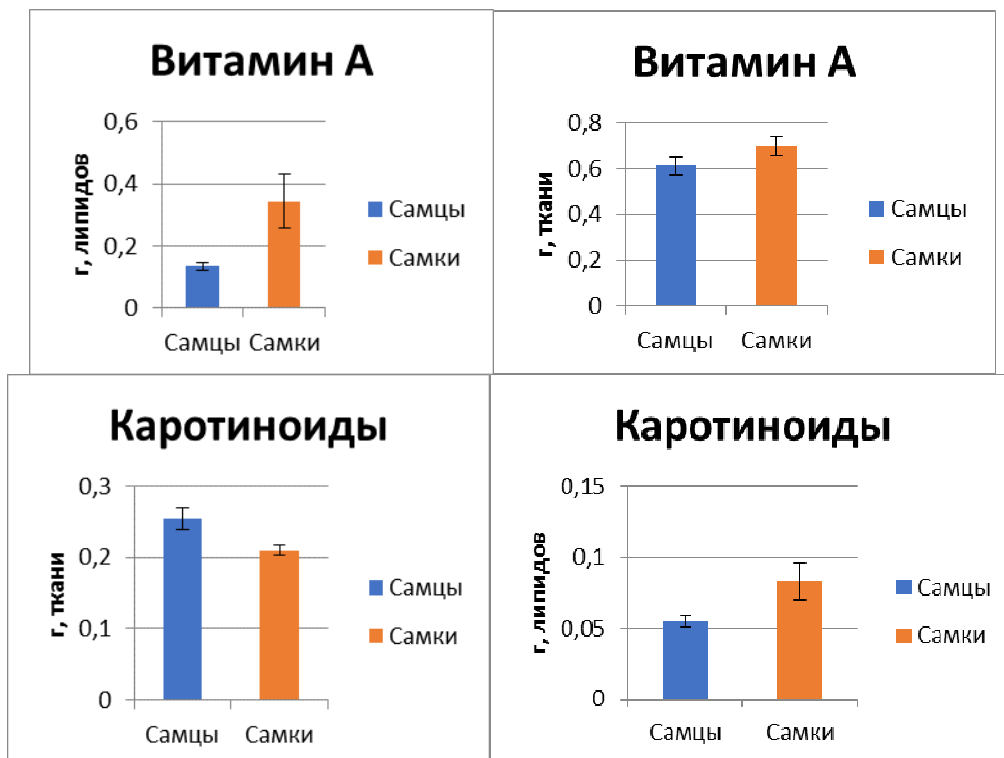 Витамин А
0,6
0,4
0,2
0
г, липидов
Самцы Самки
Самцы
Самки
Витамин А
0,8
0,6
0,4
0,2
0
г, ткани
Самцы Самки
Самцы
Самки
Каротиноиды
0,3
0,2
0,1
0
г, ткани
Самцы Самки
Самцы
Самки
Каротиноиды
0,15
0,1
0,05
0
г, липидов
Самцы Самки
Самцы
Самки